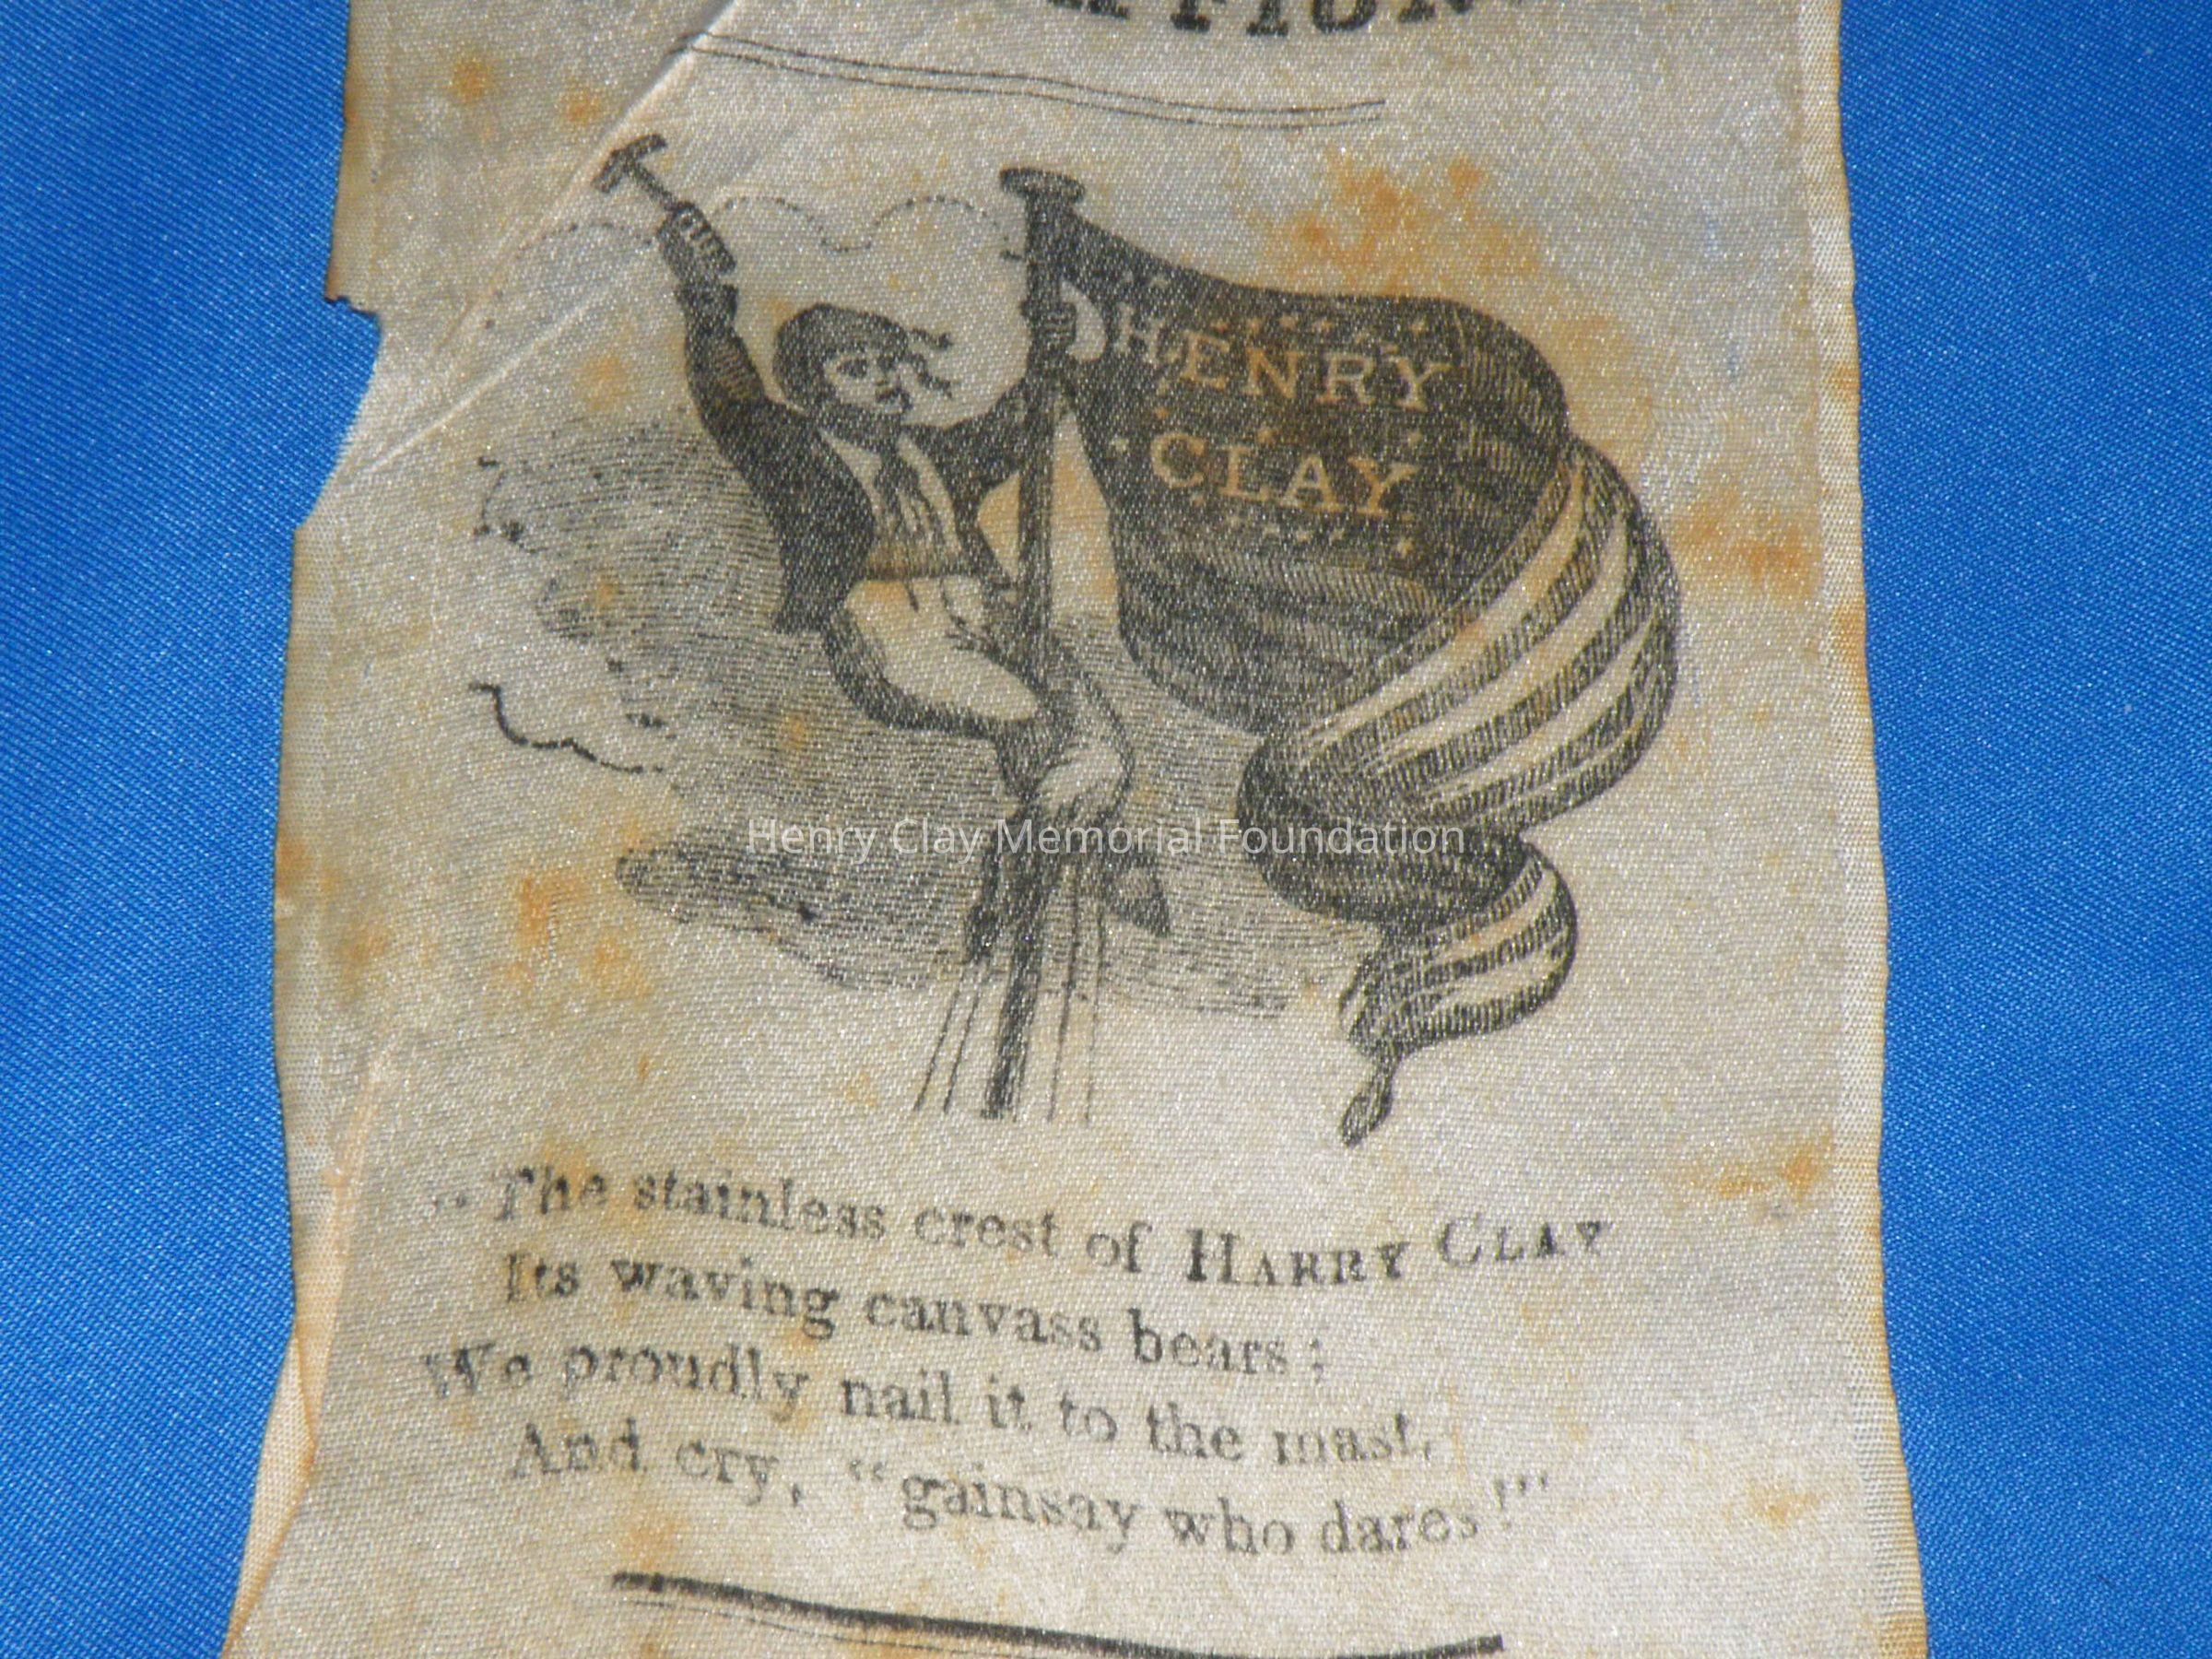 ATION.
HENRY
CLAY
Henry Clay Memorial Foundation
"The stainless crest of HARRY CLAY
Its waving canvass bears;
We proudly nail it to the mast,
And cry, "gainsay who dares!"